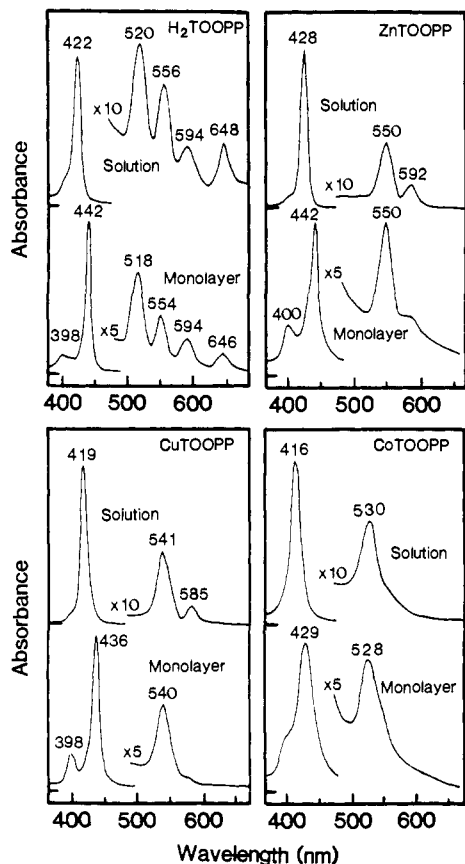 H₂TOOPP
422
520
556
594
648
x10
Solution
442
518
554
594
646
398
x5
Monolayer
400 500 600
ZnTOOPP
428
Solution
550
592
x10
442
550
x5
400
Monolayer
400 500 600
Absorbance
CuTOOPP
419
Solution
541
585
x10
436
Monolayer
540
398
x5
400 500 600
CoTOOPP
416
530
Solution
x10
429
528
x5
Monolayer
400 500 600
Absorbance
Wavelength (nm)